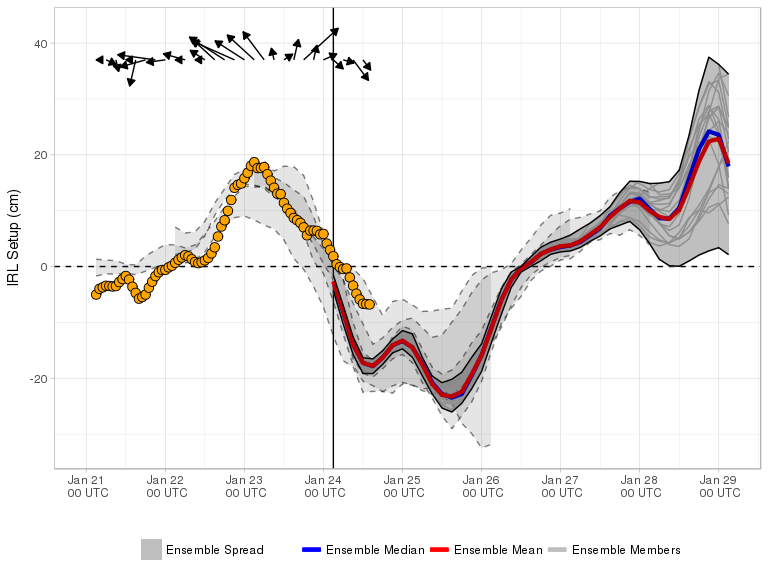 40
20
0
-20
IRL Setup (cm)
Jan 21 Jan 22 Jan 23 Jan 24 Jan 25 Jan 26 Jan 27 Jan 28 Jan 29
00 UTC 00 UTC 00 UTC 00 UTC 00 UTC 00 UTC 00 UTC 00 UTC 00 UTC
Ensemble Spread Ensemble Median Ensemble Mean Ensemble Members